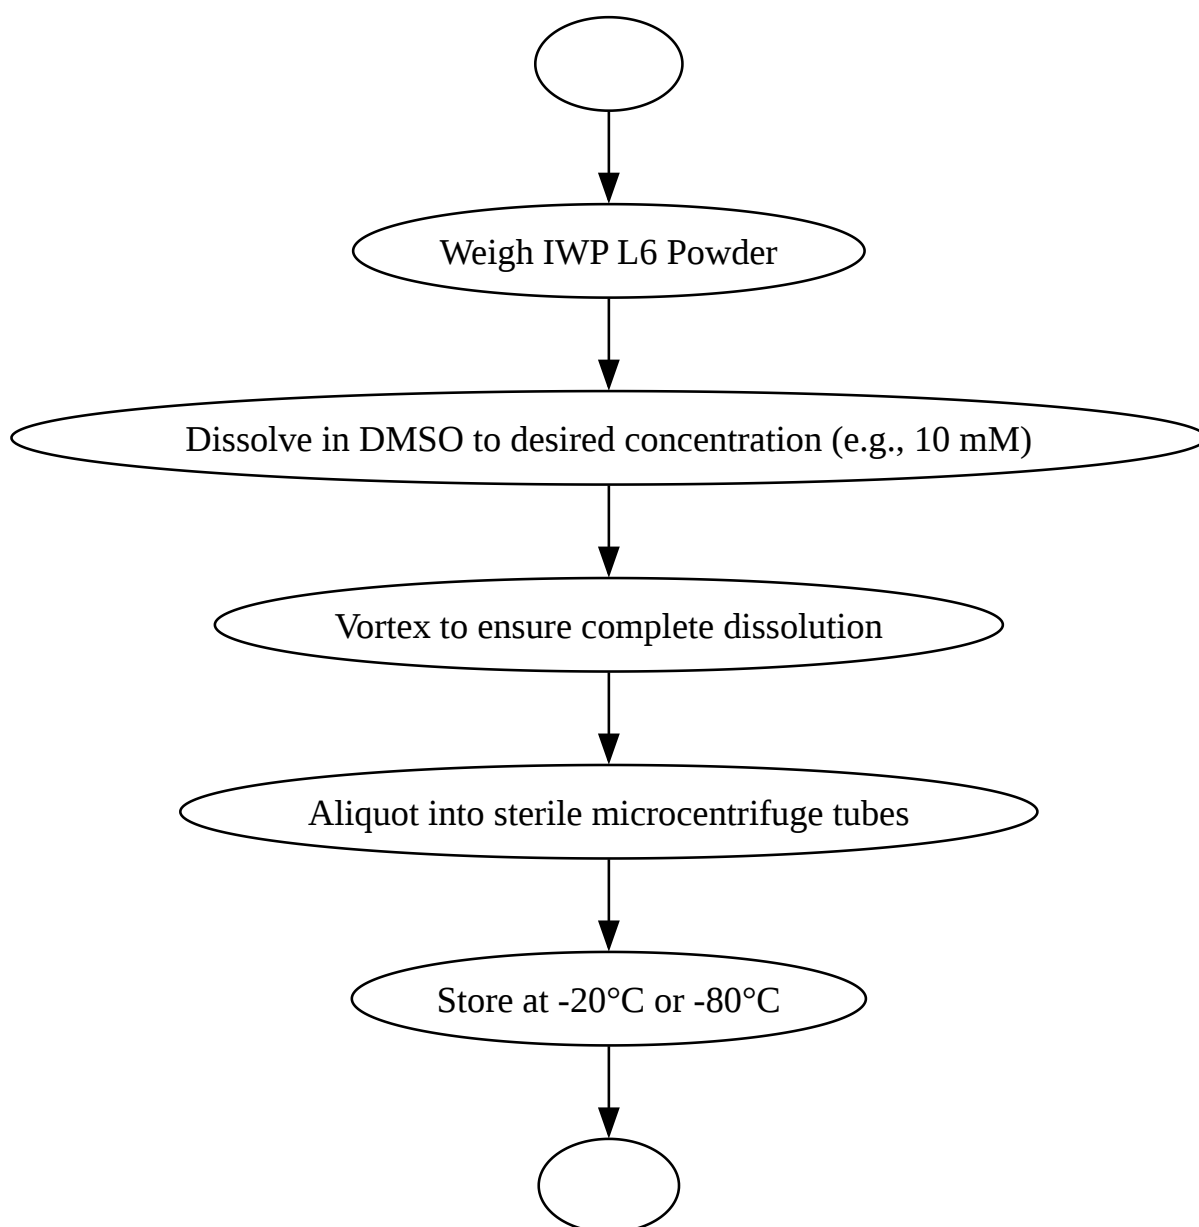 Weigh IWP L6 Powder
Dissolve in DMSO to desired concentration (e.g., 10 mM)
Vortex to ensure complete dissolution
Aliquot into sterile microcentrifuge tubes
Store at -20°C or -80°C